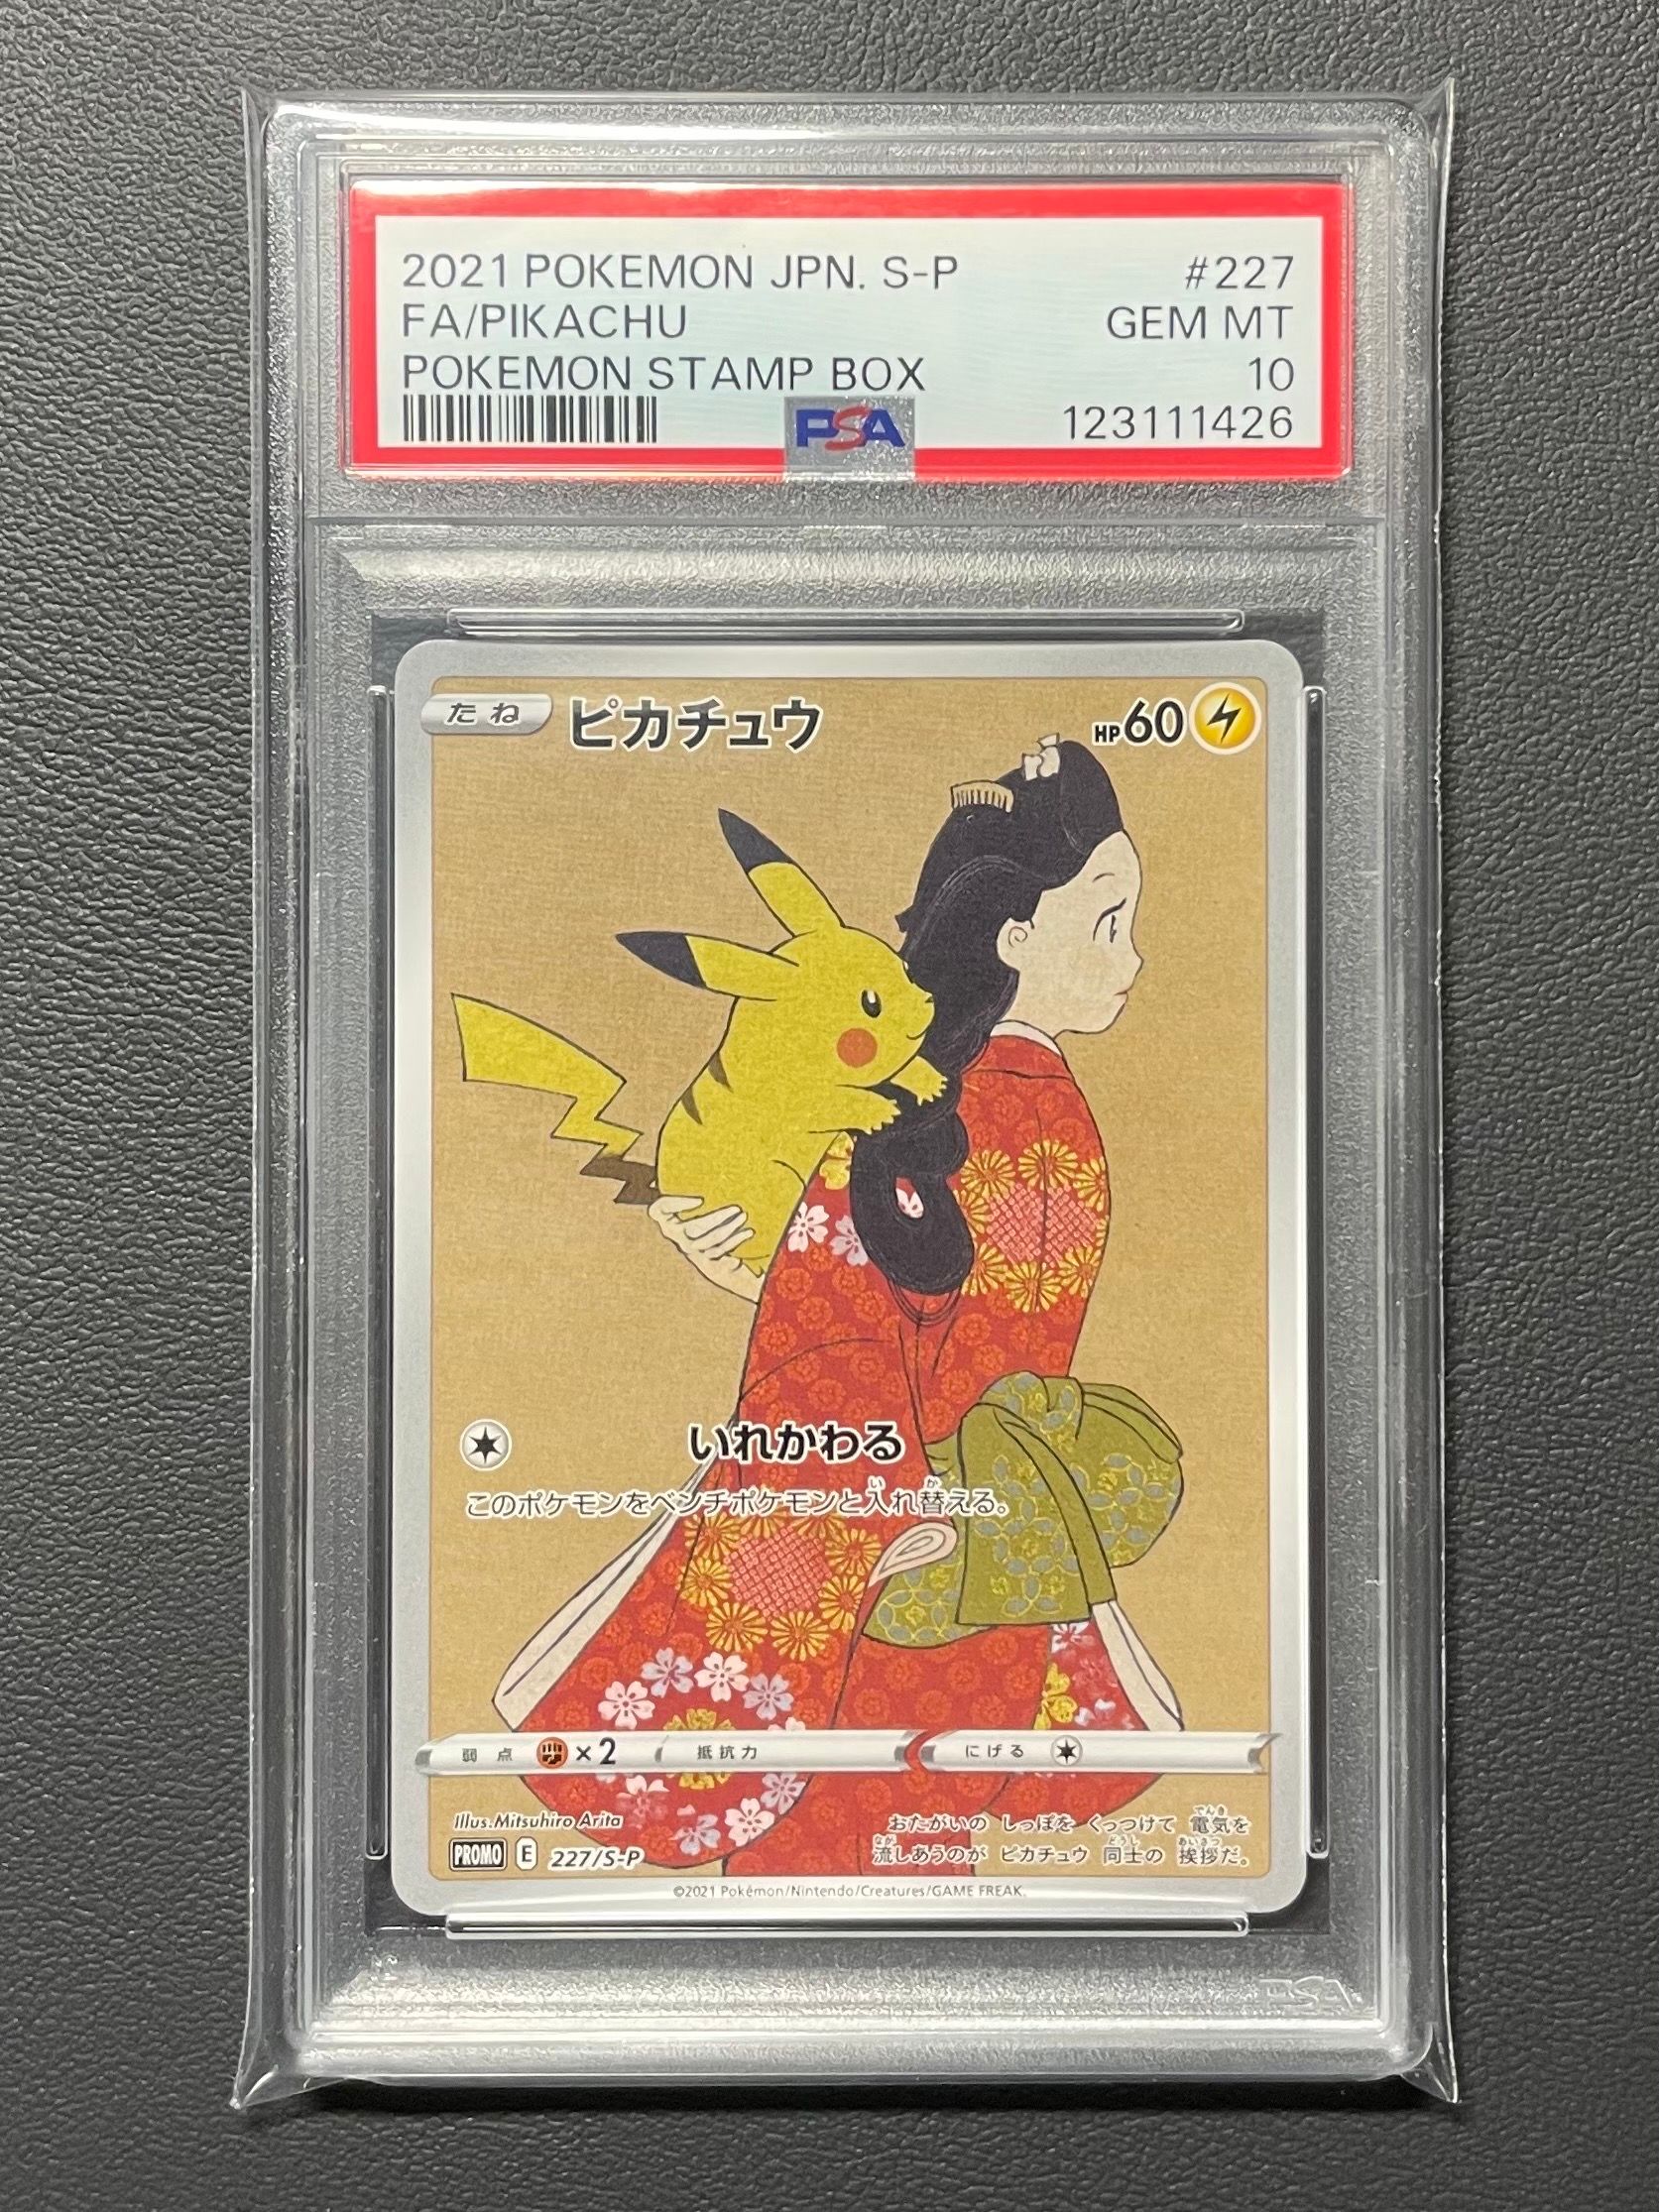 2021 POKEMON JPN. S-P #227
FA/PIKACHU GEM MT
POKEMON STAMP BOX 10
PSA 123111426
たね ピカチュウ HP60
いれかわる
このポケモンをベンチポケモンと入れ替える。
弱点 ×2 抵抗力 にげる
Illus. Mitsuhiro Arita
PROMO E 227/S-P
おたがいの しっぽを くっつけて 電気を
流しあうのが ピカチュウ 同士の 挨拶だ。
©2021 Pokémon/Nintendo/Creatures/GAME FREAK.
PSA